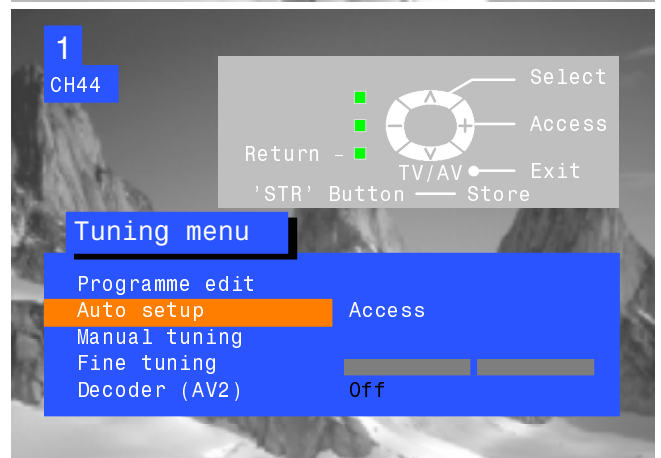 1
CH44
Select
Access
Return –
TV/AV
Exit
'STR' Button
Store
Tuning menu
Programme edit
Auto setup
Access
Manual tuning
Fine tuning
Decoder (AV2)
Off